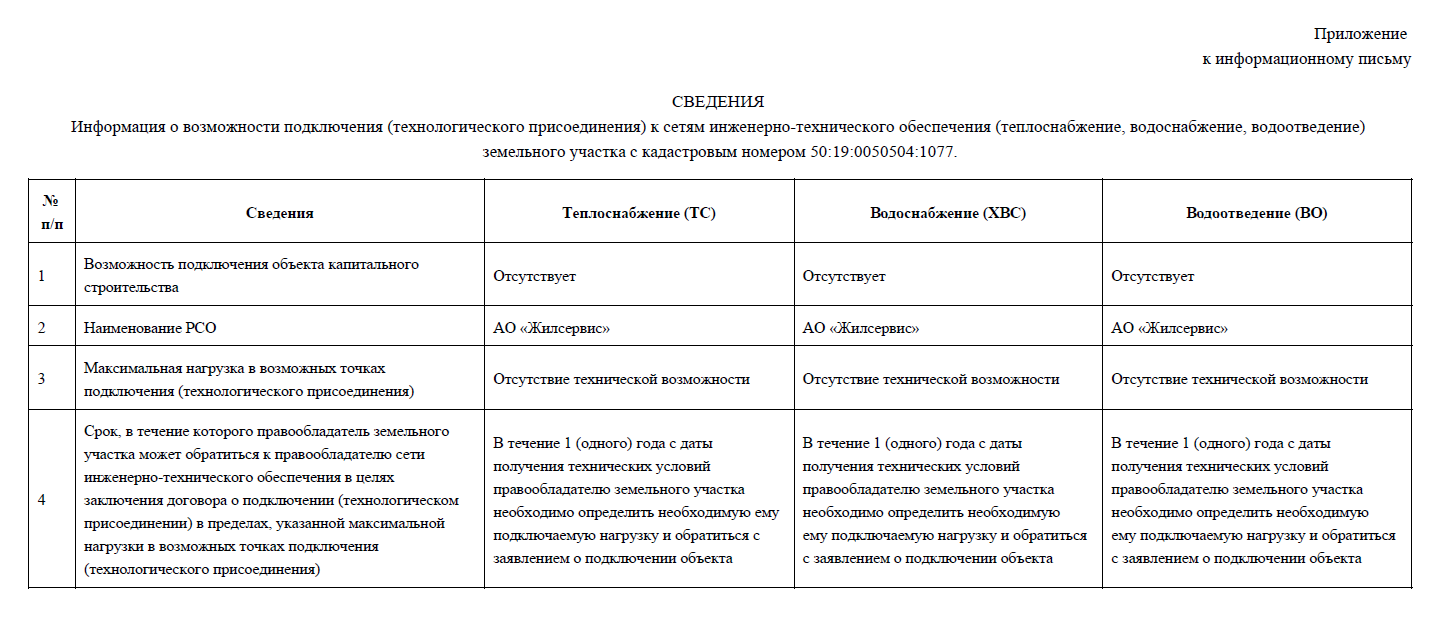 Приложение
к информационному письму
СВЕДЕНИЯ
Информация о возможности подключения (технологического присоединения) к сетям инженерно-технического обеспечения (теплоснабжение, водоснабжение, водоотведение)
земельного участка с кадастровым номером 50:19:0050504:1077.
№
п/п
Сведения
Теплоснабжение (ТС)
Водоснабжение (ХВС)
Водоотведение (ВО)
1
Возможность подключения объекта капитального
строительства
Отсутствует
Отсутствует
Отсутствует
2
Наименование РСО
АО «Жилсервис»
АО «Жилсервис»
АО «Жилсервис»
3
Максимальная нагрузка в возможных точках
подключения (технологического присоединения)
Отсутствие технической возможности
Отсутствие технической возможности
Отсутствие технической возможности
4
Срок, в течение которого правообладатель земельного
участка может обратиться к правообладателю сети
инженерно-технического обеспечения в целях
заключения договора о подключении (технологическом
присоединении) в пределах, указанной максимальной
нагрузки в возможных точках подключения
(технологического присоединения)
В течение 1 (одного) года с даты
получения технических условий
правообладателю земельного участка
необходимо определить необходимую ему
подключаемую нагрузку и обратиться с
заявлением о подключении объекта
В течение 1 (одного) года с даты
получения технических условий
правообладателю земельного участка
необходимо определить необходимую
ему подключаемую нагрузку и обратиться
с заявлением о подключении объекта
В течение 1 (одного) года с даты
получения технических условий
правообладателю земельного участка
необходимо определить необходимую
ему подключаемую нагрузку и обратиться
с заявлением о подключении объекта